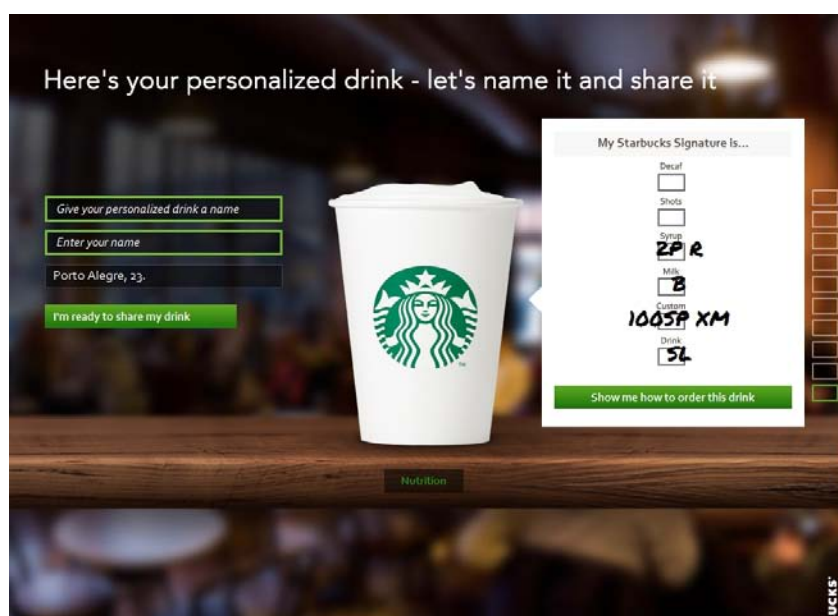 Here's your personalized drink - let's name it and share it
My Starbucks Signature is...
Decaf
Shots
Give your personalized drink a name
Enter your name
Porto Alegre, 23.
I'm ready to share my drink
Syrup
2P R
Milk
B
Custom
100SP XM
Drink
SL
Show me how to order this drink
TM
Nutrition